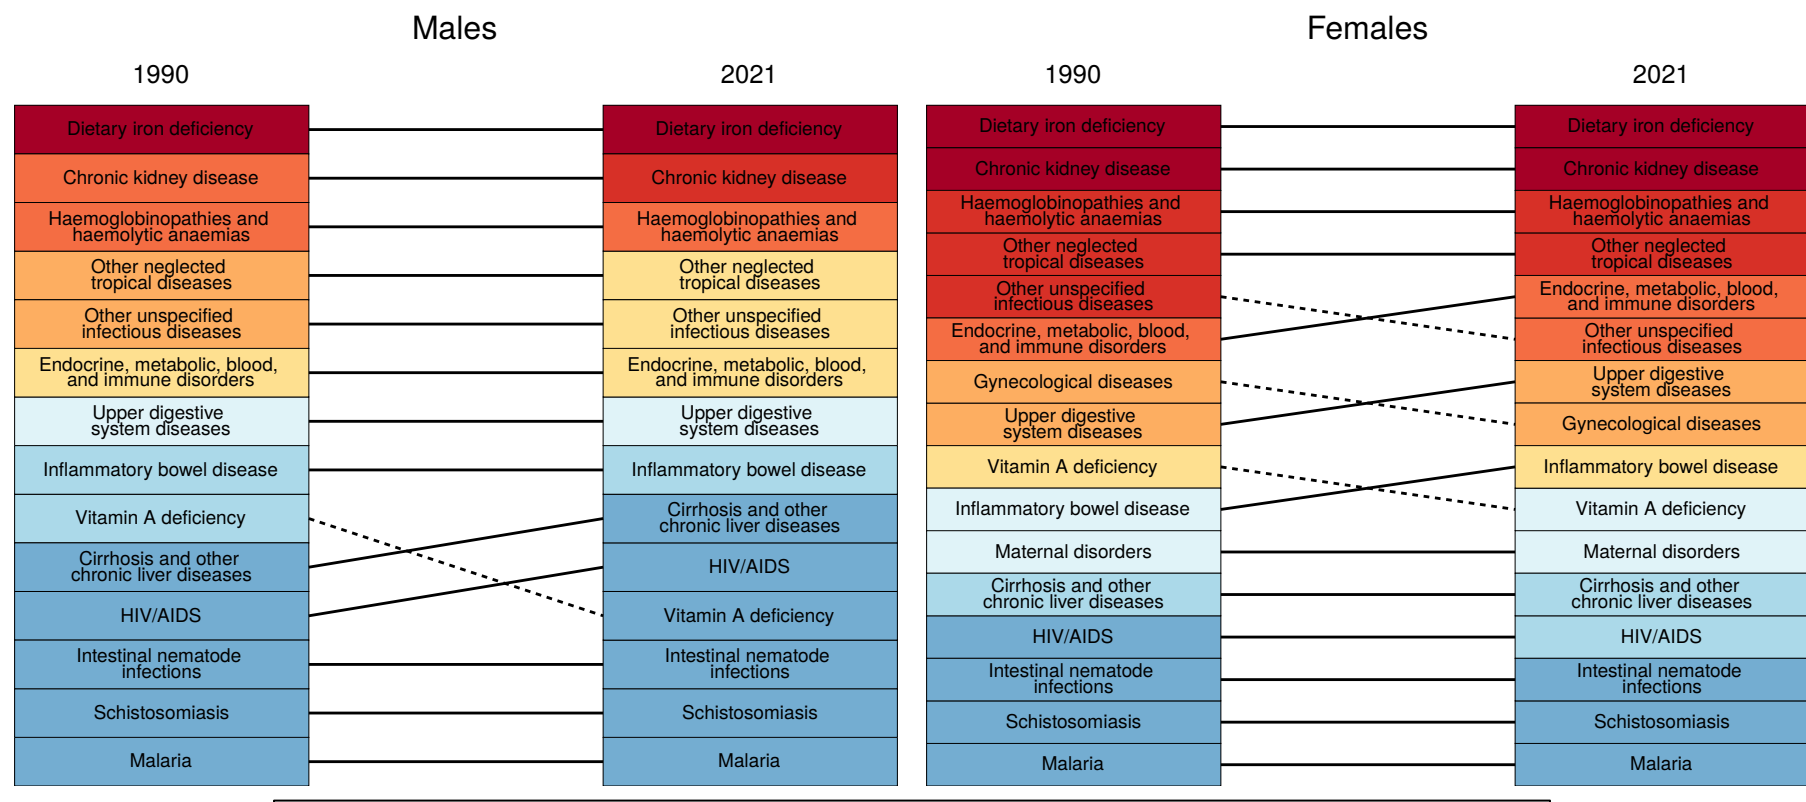 Males
1990
2021
Dietary iron deficiency
Chronic kidney disease
Haemoglobinopathies and
haemolytic anaemias
Other neglected
tropical diseases
Other unspecified
infectious diseases
Endocrine, metabolic, blood,
and immune disorders
Upper digestive
system diseases
Inflammatory bowel disease
Vitamin A deficiency
Cirrhosis and other
chronic liver diseases
HIV/AIDS
Intestinal nematode
infections
Schistosomiasis
Malaria
Dietary iron deficiency
Chronic kidney disease
Haemoglobinopathies and
haemolytic anaemias
Other neglected
tropical diseases
Other unspecified
infectious diseases
Endocrine, metabolic, blood,
and immune disorders
Upper digestive
system diseases
Inflammatory bowel disease
Cirrhosis and other
chronic liver diseases
HIV/AIDS
Vitamin A deficiency
Intestinal nematode
infections
Schistosomiasis
Malaria
Females
1990
2021
Dietary iron deficiency
Chronic kidney disease
Haemoglobinopathies and
haemolytic anaemias
Other neglected
tropical diseases
Other unspecified
infectious diseases
Endocrine, metabolic, blood,
and immune disorders
Gynecological diseases
Upper digestive
system diseases
Vitamin A deficiency
Inflammatory bowel disease
Maternal disorders
Cirrhosis and other
chronic liver diseases
HIV/AIDS
Intestinal nematode
infections
Schistosomiasis
Malaria
Dietary iron deficiency
Chronic kidney disease
Haemoglobinopathies and
haemolytic anaemias
Other neglected
tropical diseases
Endocrine, metabolic, blood,
and immune disorders
Other unspecified
infectious diseases
Upper digestive
system diseases
Gynecological diseases
Inflammatory bowel disease
Vitamin A deficiency
Maternal disorders
Cirrhosis and other
chronic liver diseases
HIV/AIDS
Intestinal nematode
infections
Schistosomiasis
Malaria